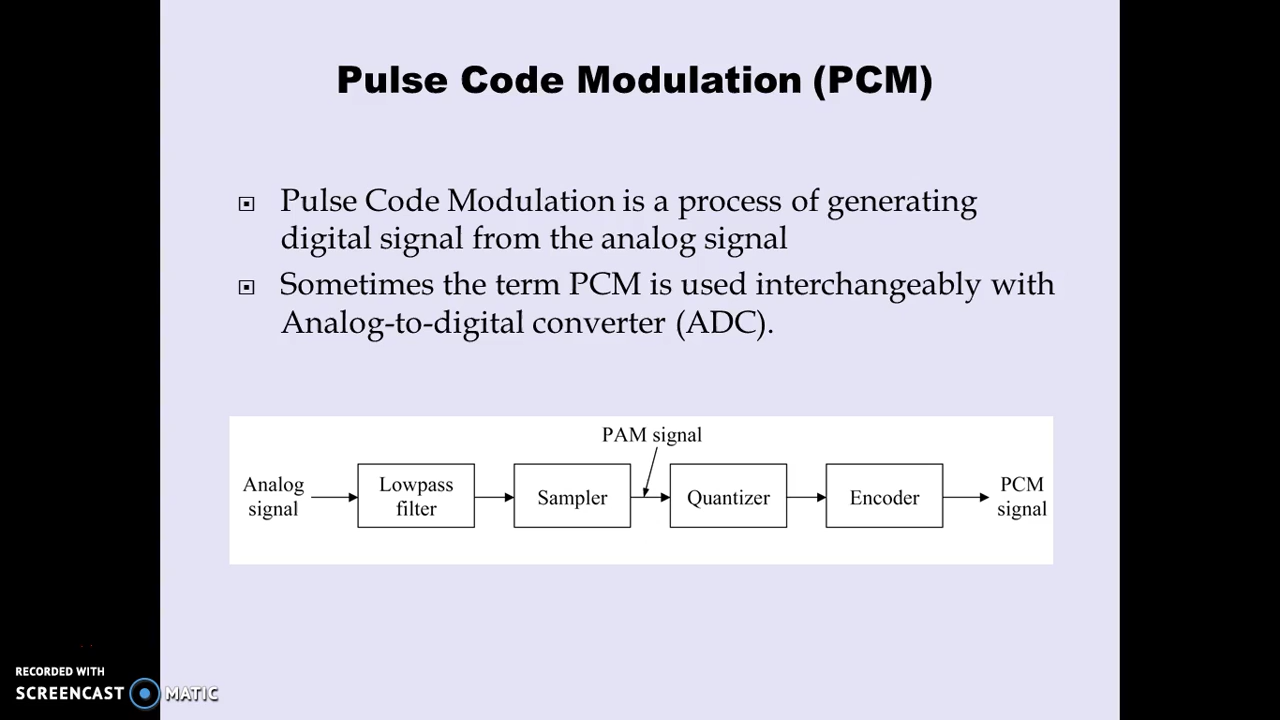 Pulse Code Modulation (PCM)
Pulse Code Modulation is a process of generating
digital signal from the analog signal
Sometimes the term PCM is used interchangeably with
Analog-to-digital converter (ADC).
PAM signal
Analog
signal
Lowpass
filter
Sampler
Quantizer
Encoder
PCM
signal
RECORDED WITH
SCREENCAST MATIC